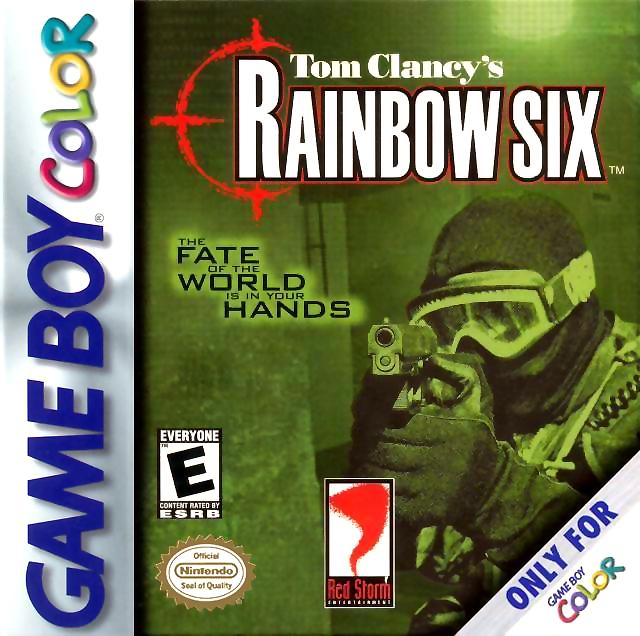 GAME BOY COLOR®
Tom Clancy's
RAINBOW SIX™
THE
FATE
OF THE
WORLD
IS IN YOUR
HANDS
EVERYONE
TM
E
CONTENT RATED BY
ESRB
Official
Nintendo
Seal of Quality
Red Storm
ENTERTAINMENT
ONLY FOR
GAME BOY
COLOR